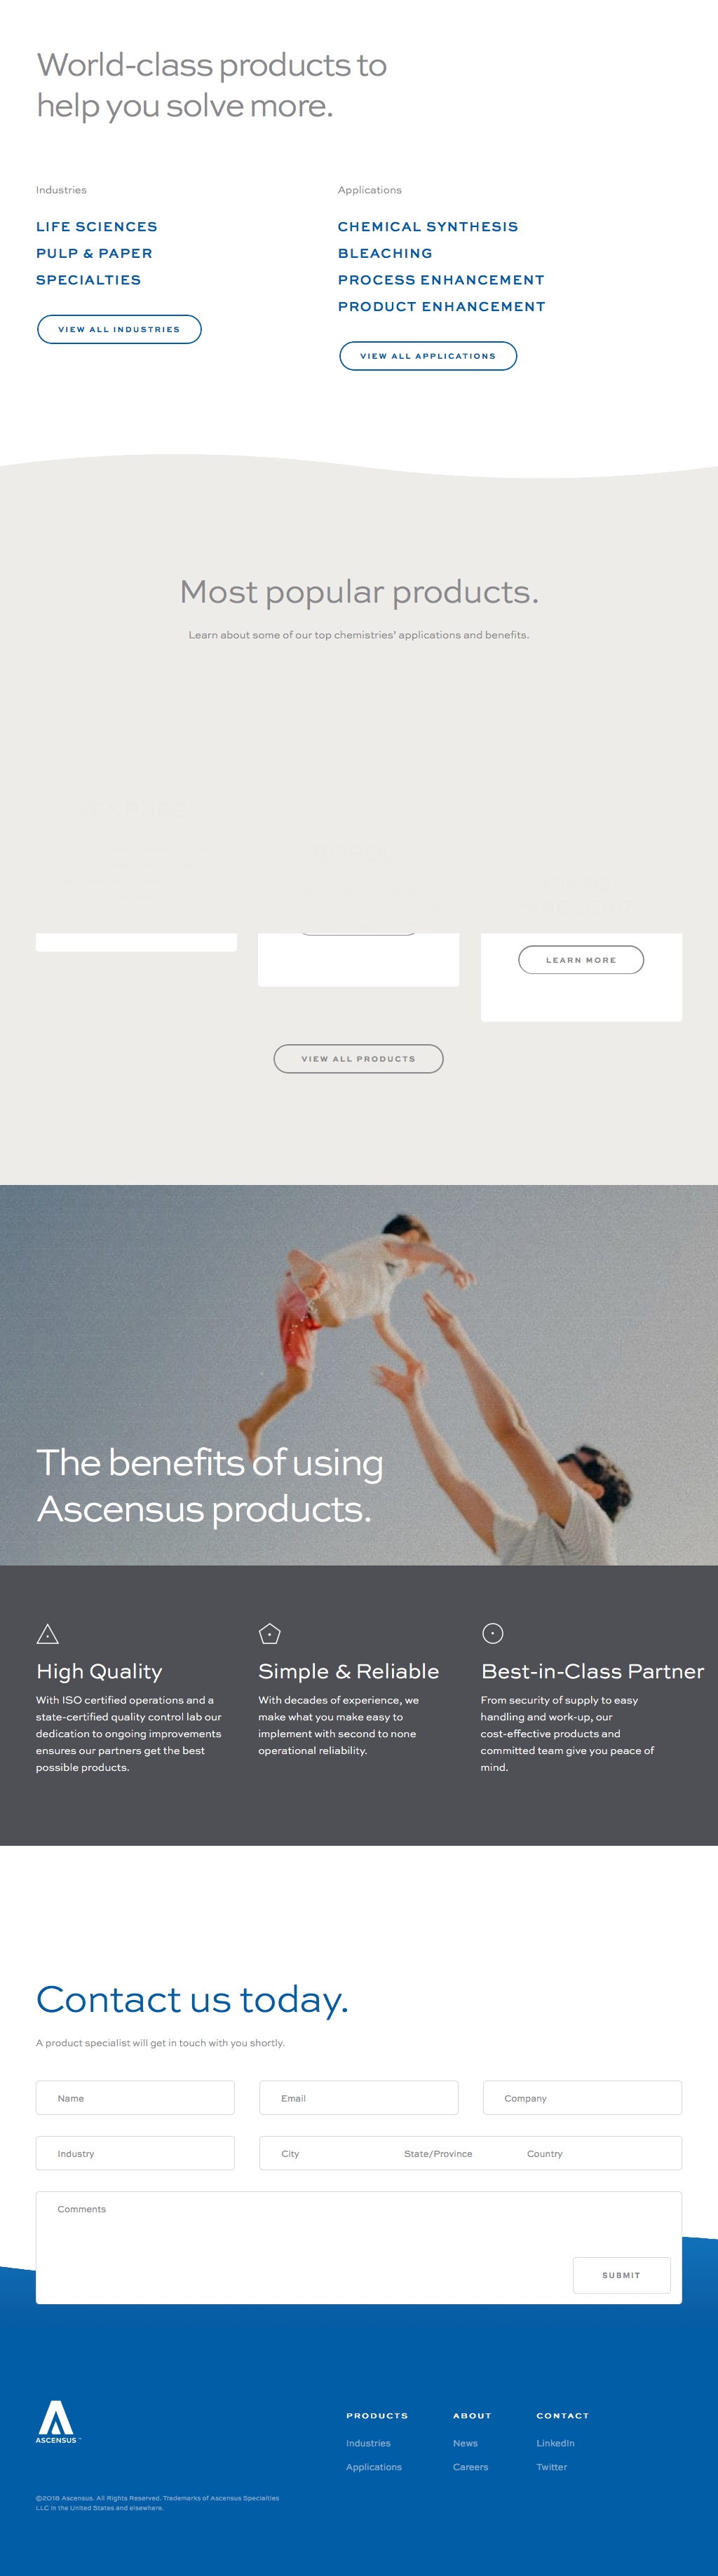 World-class products to
help you solve more.
Industries
LIFE SCIENCES
PULP & PAPER
SPECIALTIES
VIEW ALL INDUSTRIES
Applications
CHEMICAL SYNTHESIS
BLEACHING
PROCESS ENHANCEMENT
PRODUCT ENHANCEMENT
VIEW ALL APPLICATIONS
Most popular products.
Learn about some of our top chemistries' applications and benefits.
LEARN MORE
VIEW ALL PRODUCTS
The benefits of using
Ascensus products.
High Quality
With ISO certified operations and a
state-certified quality control lab our
dedication to ongoing improvements
ensures our partners get the best
possible products.
Simple & Reliable
With decades of experience, we
make what you make easy to
implement with second to none
operational reliability.
Best-in-Class Partner
From security of supply to easy
handling and work-up, our
cost-effective products and
committed team give you peace of
mind.
Contact us today.
A product specialist will get in touch with you shortly.
Name
Email
Company
Industry
City
State/Province
Country
Comments
SUBMIT
ASCENSUS™
PRODUCTS
Industries
Applications
ABOUT
News
Careers
CONTACT
LinkedIn
Twitter
©2018 Ascensus. All Rights Reserved. Trademarks of Ascensus Specialties
LLC in the United States and elsewhere.